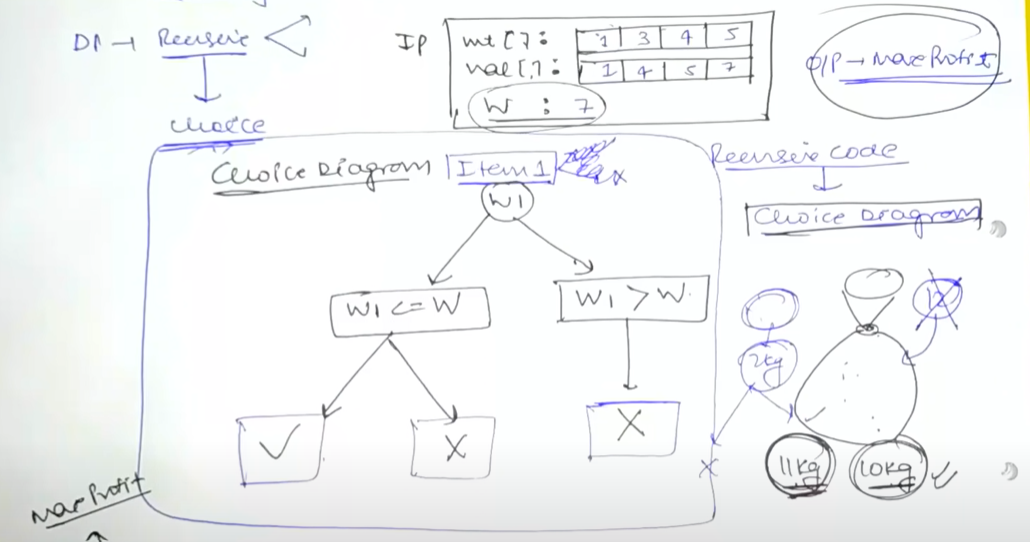 DP → Recursive
choice
IP
wt[]: 1 3 4 5
val[]: 1 4 5 7
W : 7
O/P → Max Profit
Choice Diagram Item 1
x
W1
W1 <= W
W1 > W
✓
X
X
Recursive code
Choice Diagram
2kg
✓
x
11kg
10kg
Max Profit